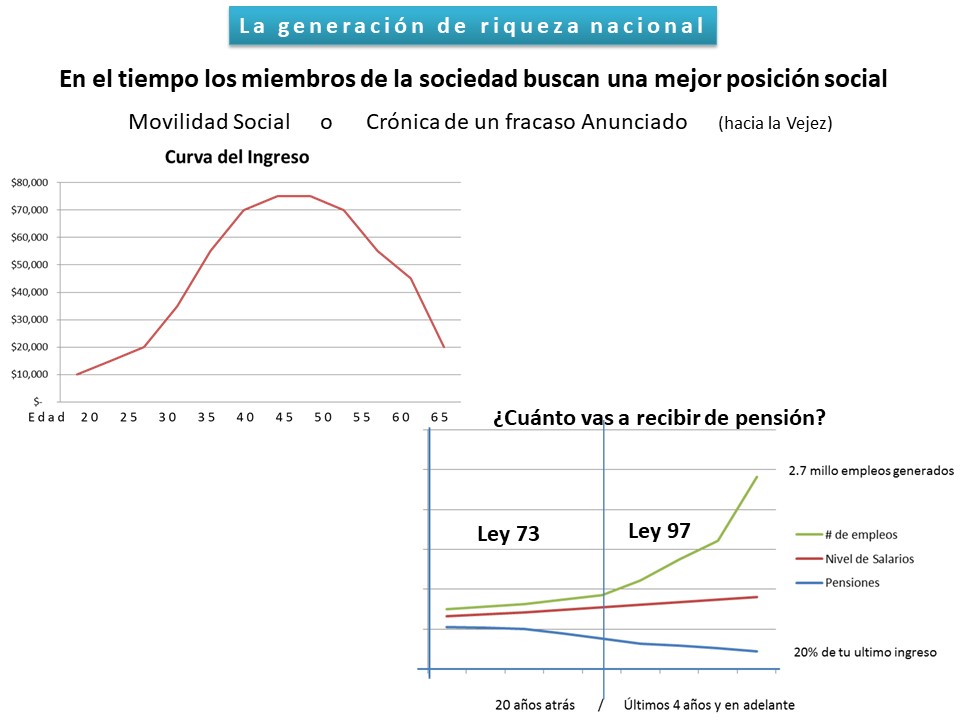 La generación de riqueza nacional
En el tiempo los miembros de la sociedad buscan una mejor posición social
Movilidad Social o Crónica de un fracaso Anunciado (hacia la Vejez)
Curva del Ingreso
$80,000
$70,000
$60,000
$50,000
$40,000
$30,000
$20,000
$10,000
$-
Edad 20 25 30 35 40 45 50 55 60 65
¿Cuánto vas a recibir de pensión?
2.7 millo empleos generados
Ley 73 Ley 97
# de empleos
Nivel de Salarios
Pensiones
20% de tu ultimo ingreso
20 años atrás / Últimos 4 años y en adelante